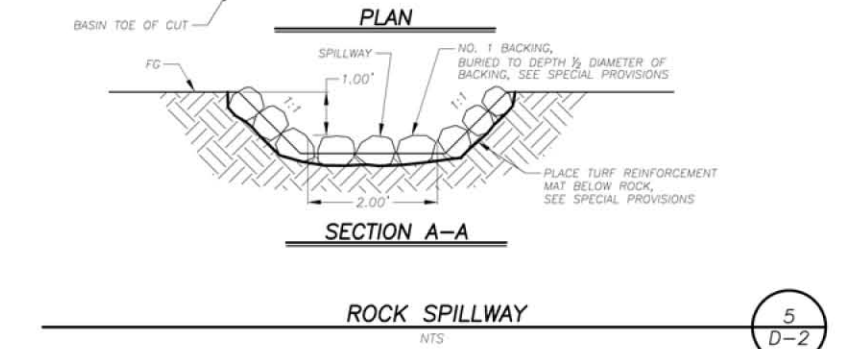 BASIN TOE OF CUT
PLAN
SPILLWAY
NO. 1 BACKING,
BURIED TO DEPTH ½ DIAMETER OF
BACKING, SEE SPECIAL PROVISIONS
FG
1.00'
1:1
1:1
PLACE TURF REINFORCEMENT
MAT BELOW ROCK,
SEE SPECIAL PROVISIONS
2.00'
SECTION A-A
ROCK SPILLWAY
NTS
5
D-2